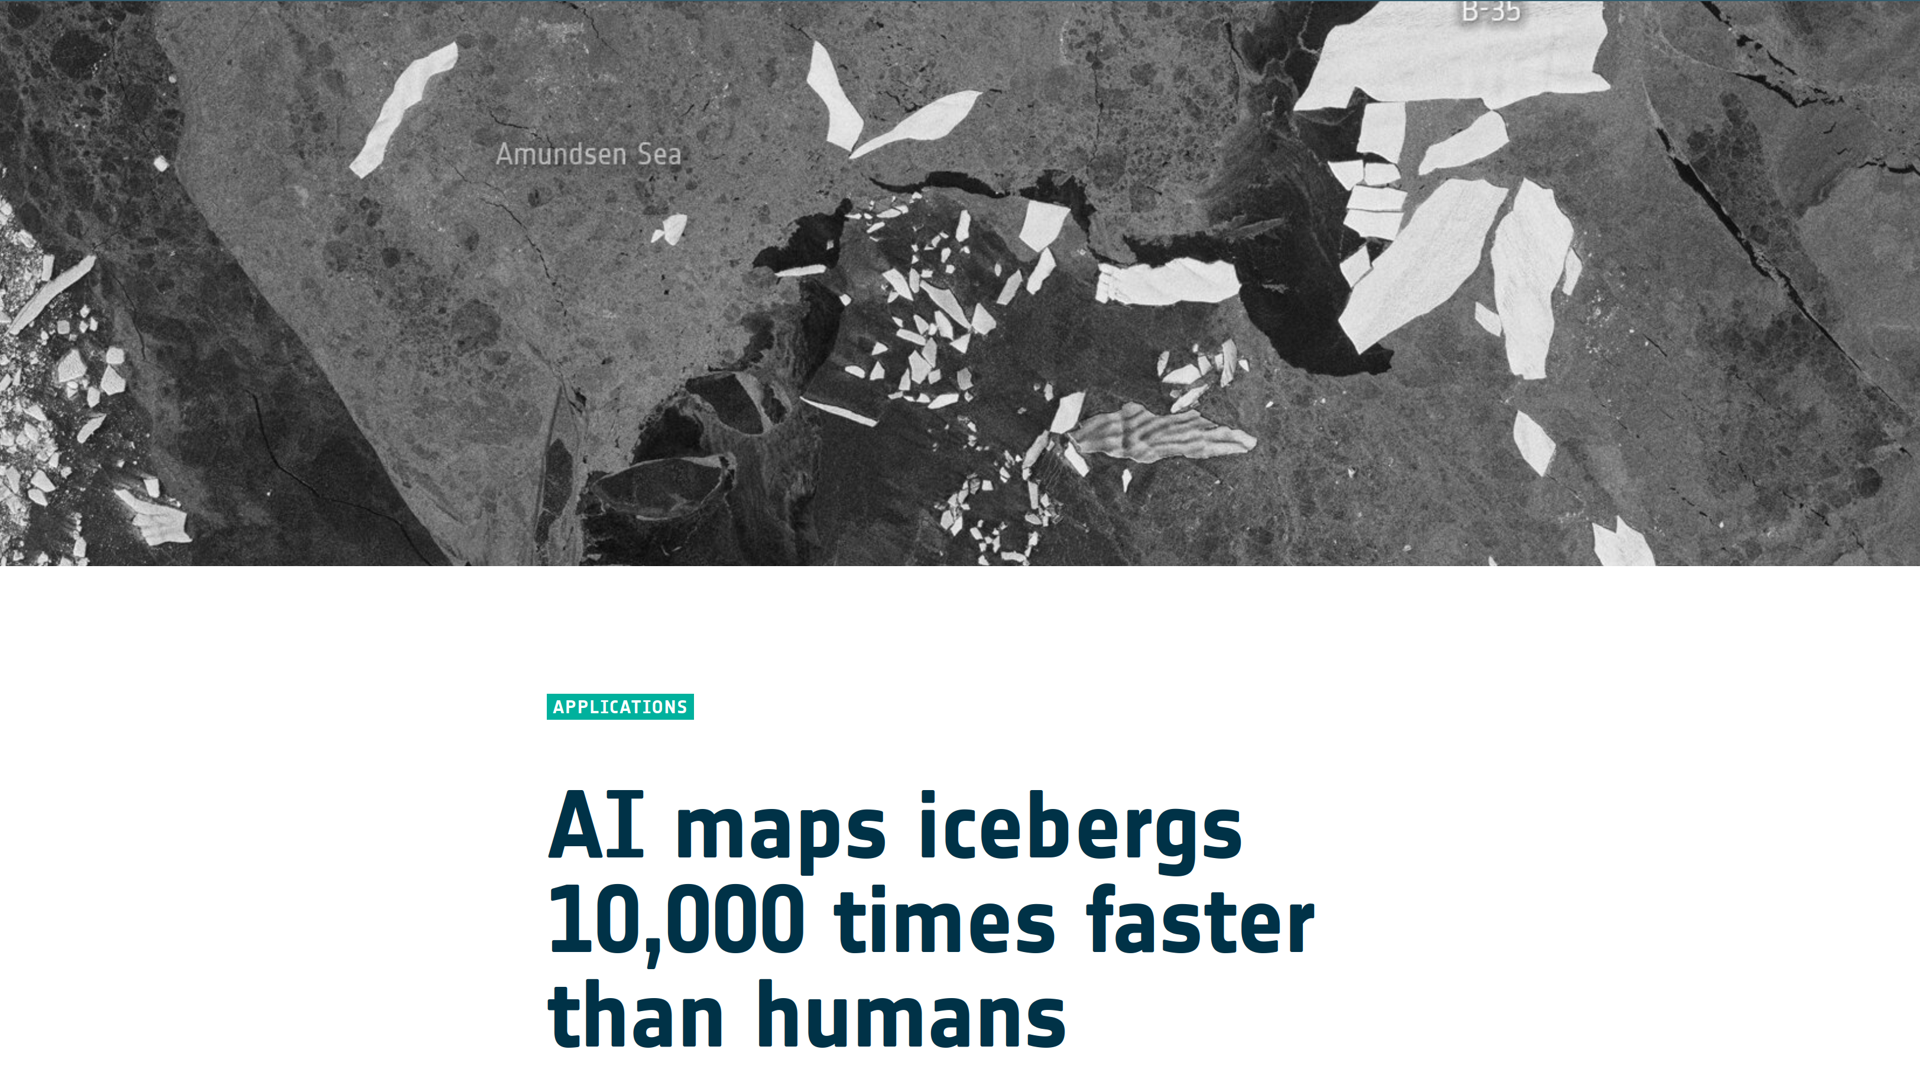 B-35
Amundsen Sea
APPLICATIONS
AI maps icebergs
10,000 times faster
than humans